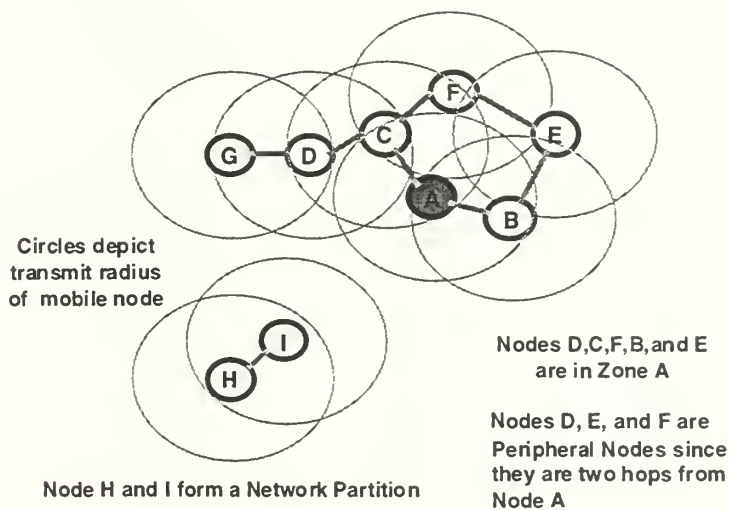 F
C
E
G
D
A
B
Circles depict
transmit radius
of mobile node
I
H
Nodes D,C,F,B,and E
are in Zone A
Nodes D, E, and F are
Peripheral Nodes since
they are two hops from
Node A
Node H and I form a Network Partition